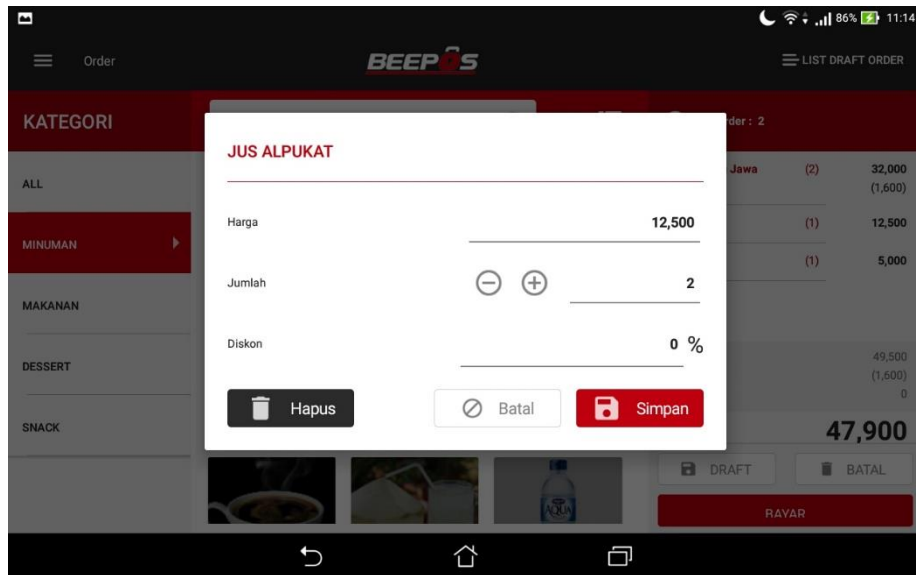 86% 11:14
Order
BEEPOS
LIST DRAFT ORDER
KATEGORI
rder : 2
ALL
MINUMAN
MAKANAN
DESSERT
SNACK
JUS ALPUKAT
Harga 12,500
Jumlah 2
Diskon 0 %
Hapus
Batal
Simpan
Jawa (2) 32,000
(1,600)
(1) 12,500
(1) 5,000
49,500
(1,600)
0
47,900
DRAFT
BATAL
BAYAR
AQUA